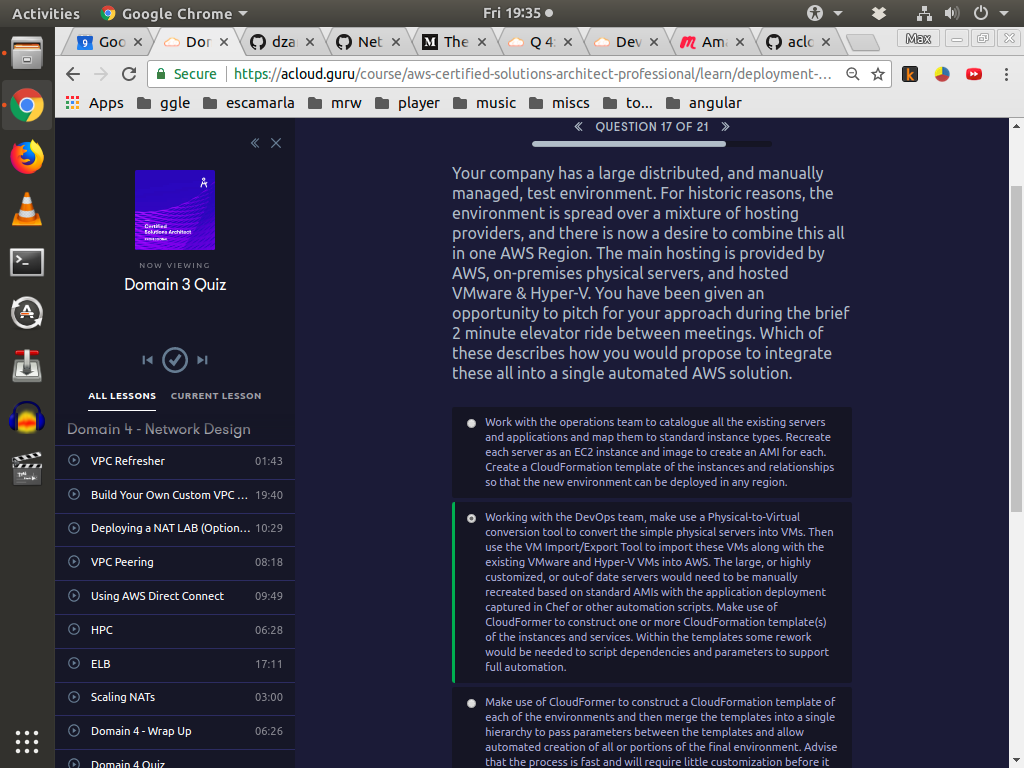 Activities Google Chrome Fri 19:35
Goo Dor dza Net The Q 4: Dev Ama aclo Max
Secure https://acloud.guru/course/aws-certified-solutions-architect-professional/learn/deployment-...
Apps ggle escamarla mrw player music miscs to... angular
« QUESTION 17 OF 21 »
Certified
Solutions Architect
NOW VIEWING
Domain 3 Quiz
ALL LESSONS CURRENT LESSON
Domain 4 - Network Design
VPC Refresher 01:43
Build Your Own Custom VPC ... 19:40
Deploying a NAT LAB (Option... 10:29
VPC Peering 08:18
Using AWS Direct Connect 09:49
HPC 06:28
ELB 17:11
Scaling NATs 03:00
Domain 4 - Wrap Up 06:26
Domain 4 Quiz
Your company has a large distributed, and manually
managed, test environment. For historic reasons, the
environment is spread over a mixture of hosting
providers, and there is now a desire to combine this all
in one AWS Region. The main hosting is provided by
AWS, on-premises physical servers, and hosted
VMware & Hyper-V. You have been given an
opportunity to pitch for your approach during the brief
2 minute elevator ride between meetings. Which of
these describes how you would propose to integrate
these all into a single automated AWS solution.
Work with the operations team to catalogue all the existing servers
and applications and map them to standard instance types. Recreate
each server as an EC2 instance and image to create an AMI for each.
Create a CloudFormation template of the instances and relationships
so that the new environment can be deployed in any region.
Working with the DevOps team, make use a Physical-to-Virtual
conversion tool to convert the simple physical servers into VMs. Then
use the VM Import/Export Tool to import these VMs along with the
existing VMware and Hyper-V VMs into AWS. The large, or highly
customized, or out-of date servers would need to be manually
recreated based on standard AMIs with the application deployment
captured in Chef or other automation scripts. Make use of
CloudFormer to construct one or more CloudFormation template(s)
of the instances and services. Within the templates some rework
would be needed to script dependencies and parameters to support
full automation.
Make use of CloudFormer to construct a CloudFormation template of
each of the environments and then merge the templates into a single
hierarchy to pass parameters between the templates and allow
automated creation of all or portions of the final environment. Advise
that the process is fast and will require little customization before it